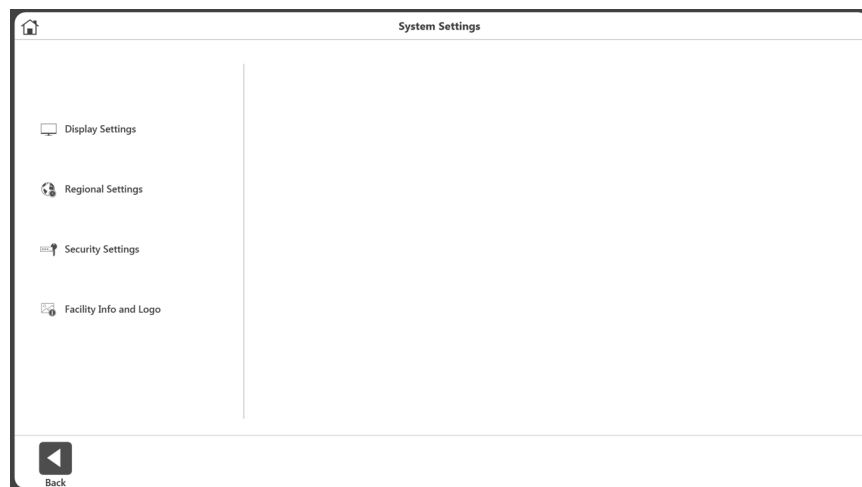 System Settings
Display Settings
Regional Settings
Security Settings
Facility Info and Logo
Back